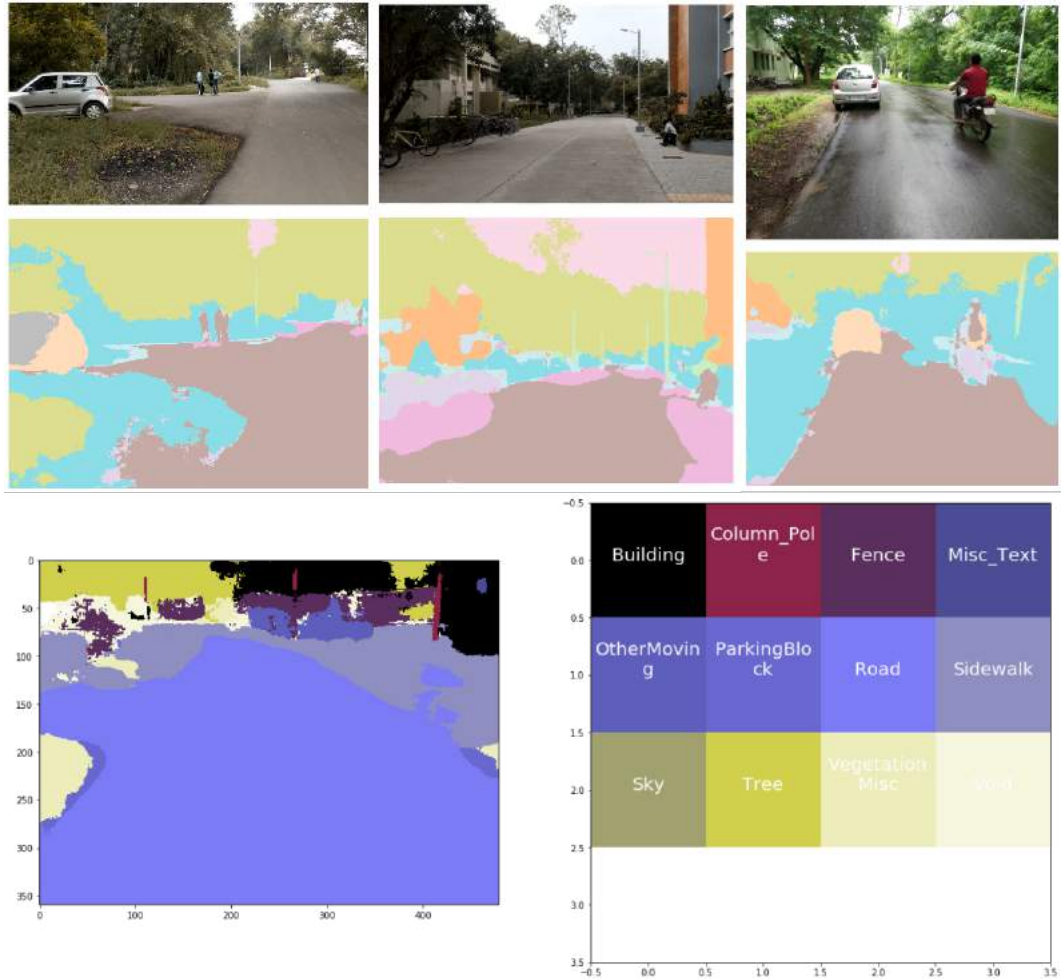 0
50
100
150
200
250
300
350
0
100
200
300
400
−0.5
0.0
0.5
1.0
1.5
2.0
2.5
3.0
3.5
−0.5
0.0
0.5
1.0
1.5
2.0
2.5
3.0
3.5
Building
Column_Pol
e
Fence
Misc_Text
OtherMovin
g
ParkingBlo
ck
Road
Sidewalk
Sky
Tree
Vegetation
Misc
Void